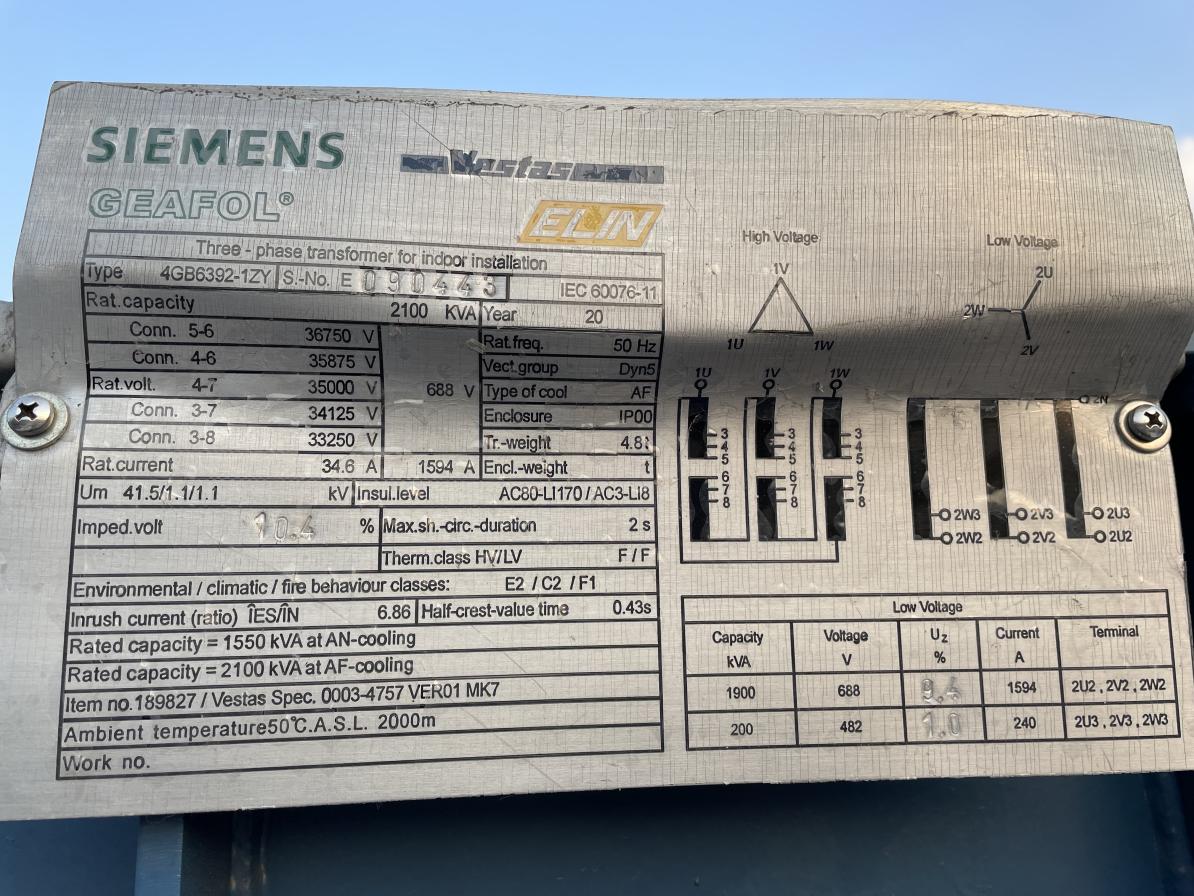 SIEMENS
Vestas
GEAFOL®
ELIN
Three - phase transformer for indoor installation
Type 4GB6392-1ZY S.-No. E 090443 IEC 60076-11
Rat.capacity 2100 KVA Year 20
Conn. 5-6 36750 V Rat.freq. 50 Hz
Conn. 4-6 35875 V Vect.group Dyn5
Rat.volt. 4-7 35000 V 688 V Type of cool AF
Conn. 3-7 34125 V Enclosure IP00
Conn. 3-8 33250 V Tr.-weight 4.8t
Rat.current 34.6 A 1594 A Encl.-weight t
Um 41.5/1.1/1.1 kV Insul.level AC80-LI170 / AC3-LI8
Imped.volt 10.4 % Max.sh.-circ.-duration 2 s
Therm.class HV/LV F / F
Environmental / climatic / fire behaviour classes: E2 / C2 / F1
Inrush current (ratio) ÎES/ÎN 6.86 Half-crest-value time 0.43s
Rated capacity = 1550 kVA at AN-cooling
Rated capacity = 2100 kVA at AF-cooling
Item no.189827 / Vestas Spec. 0003-4757 VER01 MK7
Ambient temperature50℃.A.S.L. 2000m
Work no.
High Voltage
1V
1U 1W
Low Voltage
2U
2W
2V
1U 1V 1W
3 3 3
4 4 4
5 5 5
6 6 6
7 7 7
8 8 8
2N
2W3 2V3 2U3
2W2 2V2 2U2
Low Voltage
Capacity Voltage Uz Current Terminal
kVA V % A
1900 688 9.4 1594 2U2 , 2V2 , 2W2
200 482 1.0 240 2U3 , 2V3 , 2W3